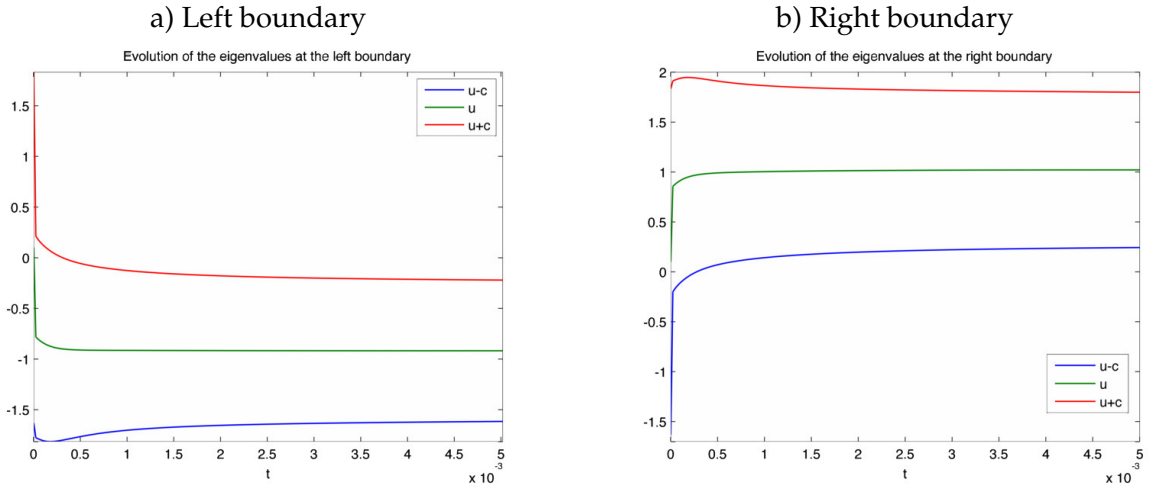 a) Left boundary
Evolution of the eigenvalues at the left boundary
u-c
u
u+c
1.5
1
0.5
0
-0.5
-1
-1.5
0 0.5 1 1.5 2 2.5 3 3.5 4 4.5 5
t
x 10⁻³
b) Right boundary
Evolution of the eigenvalues at the right boundary
2
1.5
1
0.5
0
-0.5
-1
-1.5
u-c
u
u+c
0 0.5 1 1.5 2 2.5 3 3.5 4 4.5 5
t
x 10⁻³